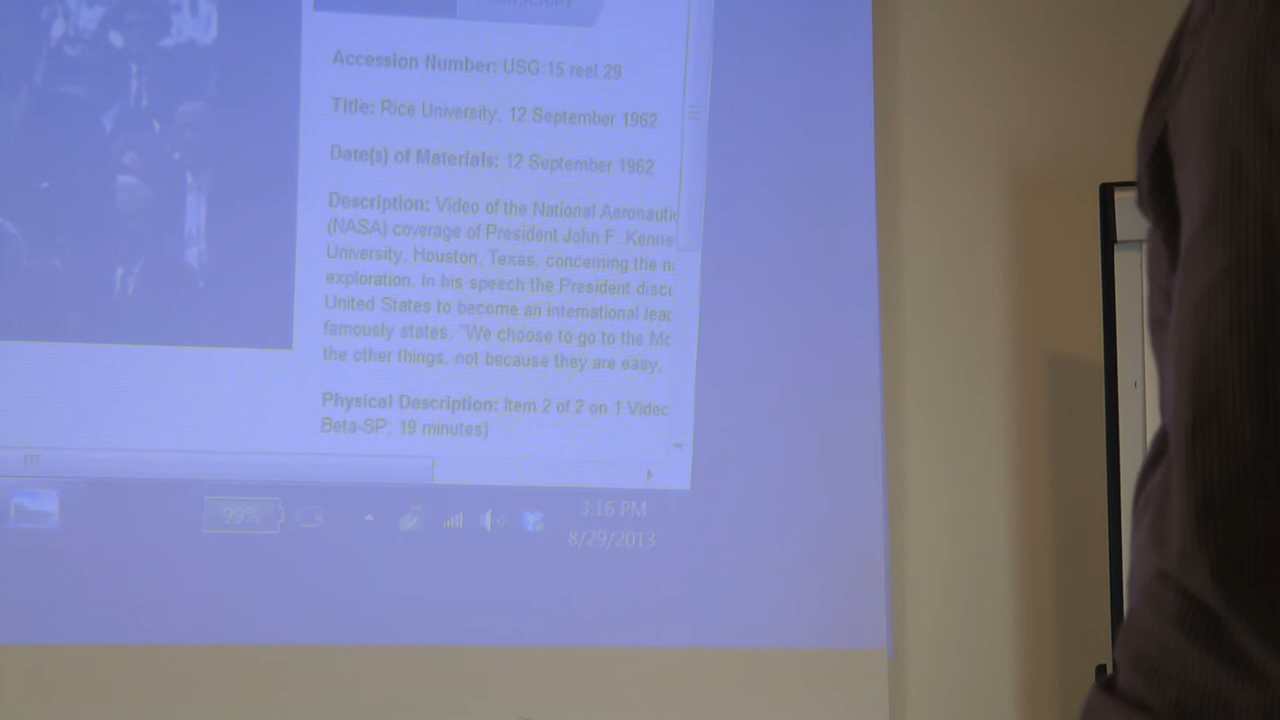 Accession Number: USG 15 reel 29
Title: Rice University, 12 September 1962
Date(s) of Materials: 12 September 1962
Description: Video of the National Aeronautic
(NASA) coverage of President John F. Kenne
University, Houston, Texas, concerning the n
exploration. In his speech the President disc
United States to become an international lead
famously states, "We choose to go to the Mo
the other things, not because they are easy,
Physical Description: Item 2 of 2 on 1 Video
Beta-SP, 19 minutes)
99%
3:16 PM
8/29/2013